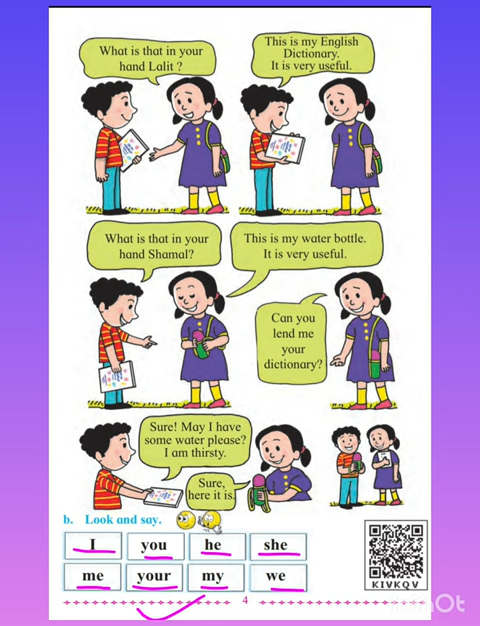 What is that in your
hand Lalit ?
This is my English
Dictionary.
It is very useful.
What is that in your
hand Shamal?
This is my water bottle.
It is very useful.
Can you
lend me
your
dictionary?
Sure! May I have
some water please?
I am thirsty.
Sure,
here it is.
b. Look and say.
I you he she
me your my we
KIVKQV
4